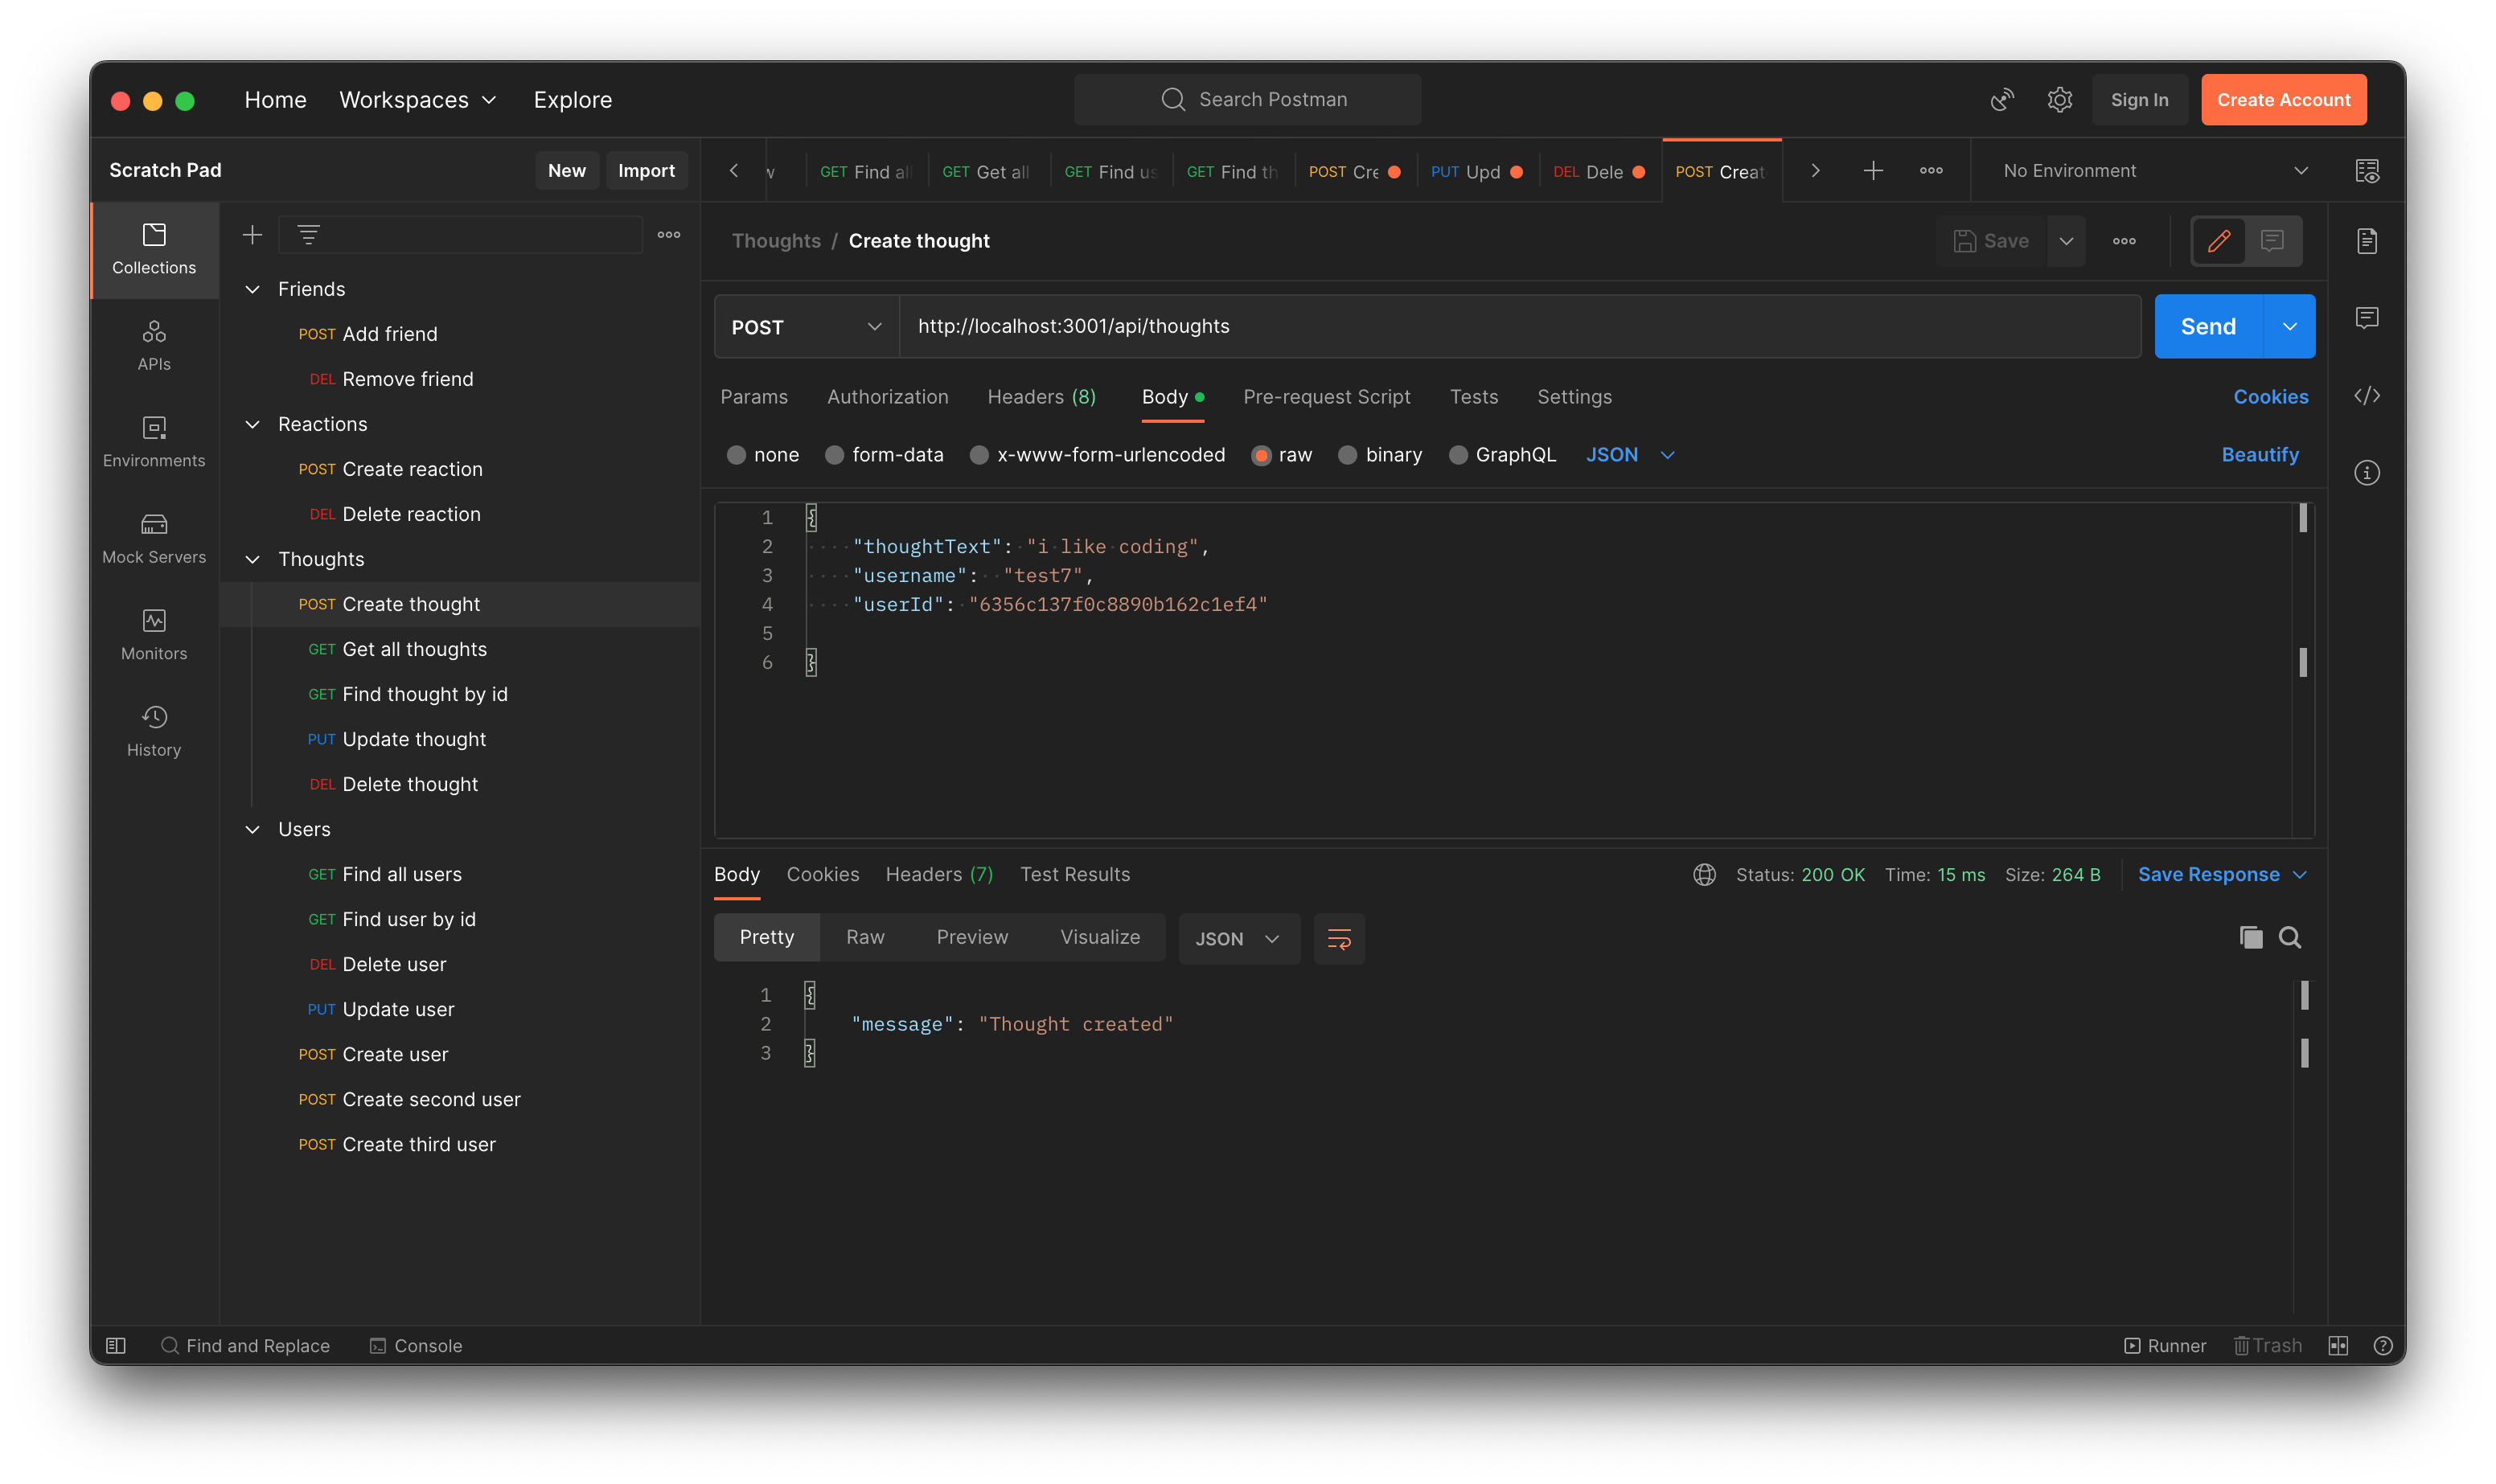 Home Workspaces Explore Search Postman Sign In Create Account
Scratch Pad New Import
GET Find al GET Get all GET Find us GET Find th POST Cre PUT Upd DEL Dele POST Creat No Environment
Collections
APIs
Environments
Mock Servers
Monitors
History
Friends
POST Add friend
DEL Remove friend
Reactions
POST Create reaction
DEL Delete reaction
Thoughts
POST Create thought
GET Get all thoughts
GET Find thought by id
PUT Update thought
DEL Delete thought
Users
GET Find all users
GET Find user by id
DEL Delete user
PUT Update user
POST Create user
POST Create second user
POST Create third user
Thoughts / Create thought Save
POST http://localhost:3001/api/thoughts Send
Params Authorization Headers (8) Body Pre-request Script Tests Settings Cookies
none form-data x-www-form-urlencoded raw binary GraphQL JSON Beautify
1 {
2 "thoughtText": "i like coding",
3 "username": "test7",
4 "userId": "6356c137f0c8890b162c1ef4"
5
6 }
Body Cookies Headers (7) Test Results Status: 200 OK Time: 15 ms Size: 264 B Save Response
Pretty Raw Preview Visualize JSON
1 {
2 "message": "Thought created"
3 }
Find and Replace Console Runner Trash